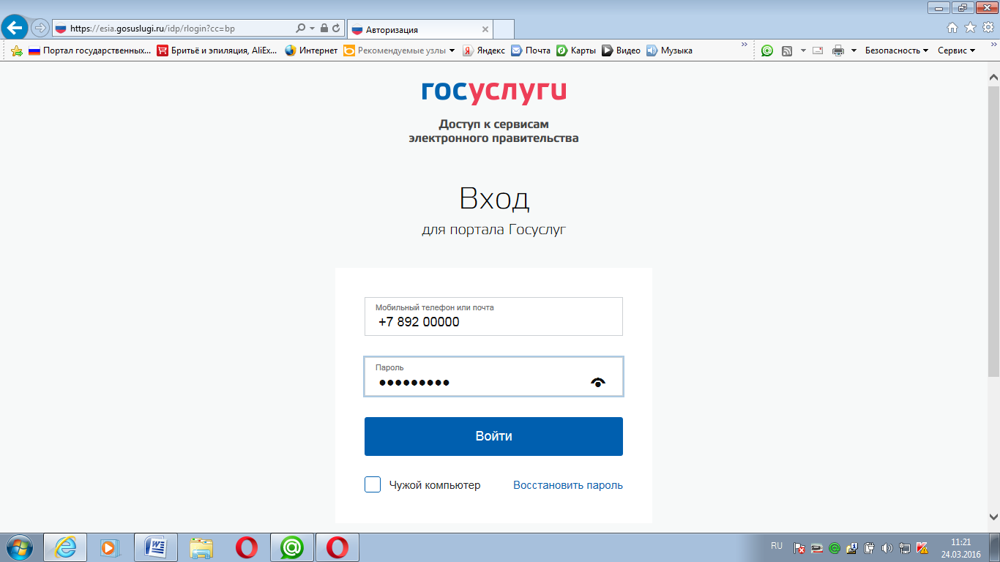 https://esia.gosuslugi.ru/idp/rlogin?cc=bp
Авторизация
Портал государственных...
Бритьё и эпиляция, AliEx...
Интернет
Рекомендуемые узлы
Яндекс
Почта
Карты
Видео
Музыка
»
Безопасность
Сервис
»
госуслуги
Доступ к сервисам
электронного правительства
Вход
для портала Госуслуг
Мобильный телефон или почта
+7 892 00000
Пароль
•••••••••
Войти
Чужой компьютер
Восстановить пароль
RU
11:21
24.03.2016